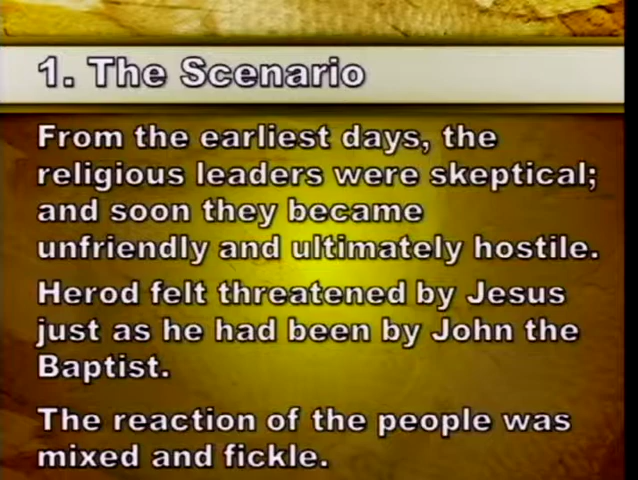 1. The Scenario
From the earliest days, the
religious leaders were skeptical;
and soon they became
unfriendly and ultimately hostile.
Herod felt threatened by Jesus
just as he had been by John the
Baptist.
The reaction of the people was
mixed and fickle.